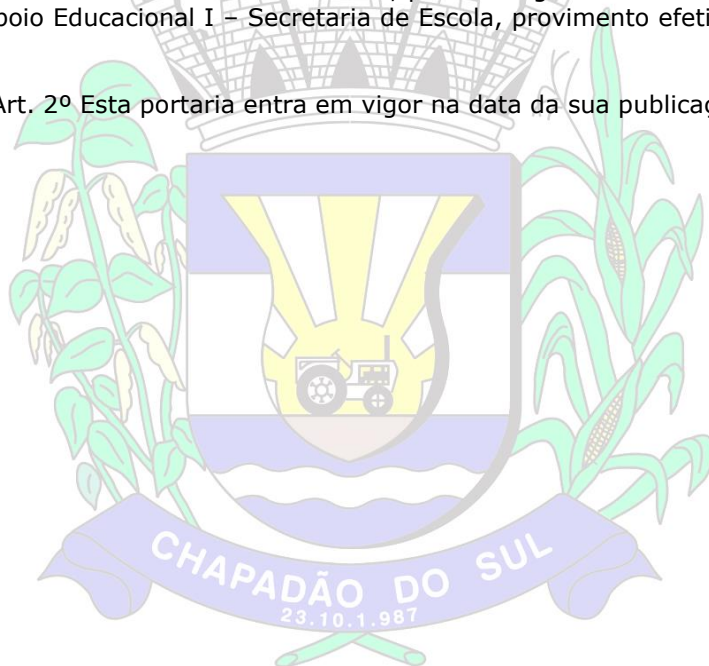 poio Educacional I – Secretaria de Escola, provimento efeti
Art. 2º Esta portaria entra em vigor na data da sua publicaç
CHAPADÃO DO SUL
23.10.1.987